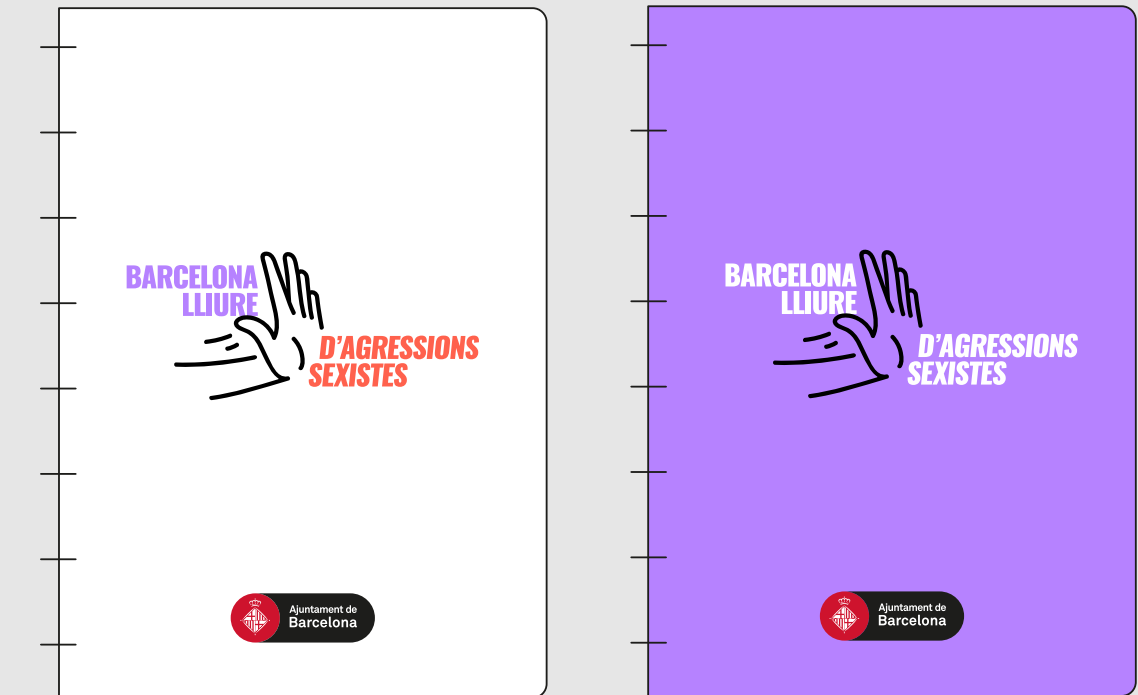 BARCELONA
LLIURE
D'AGRESSIONS
SEXISTES
Ajuntament de
Barcelona
BARCELONA
LLIURE
D'AGRESSIONS
SEXISTES
Ajuntament de
Barcelona